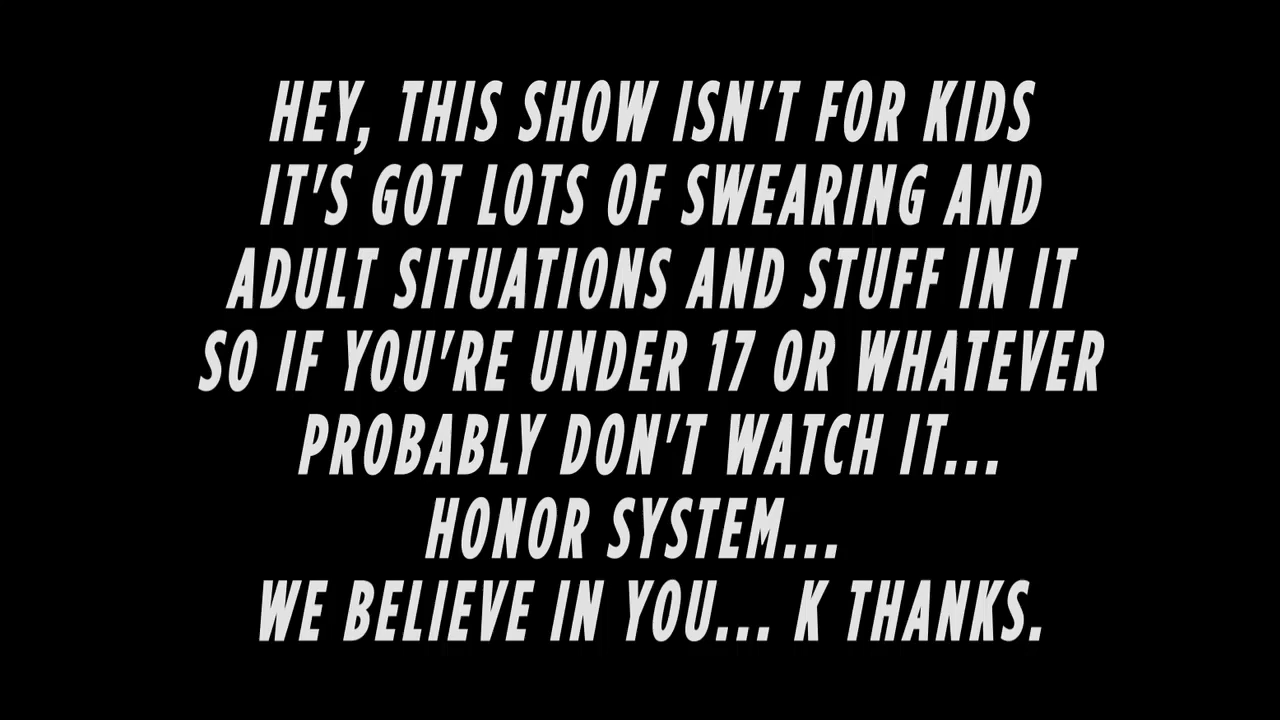 HEY, THIS SHOW ISN'T FOR KIDS
IT'S GOT LOTS OF SWEARING AND
ADULT SITUATIONS AND STUFF IN IT
SO IF YOU'RE UNDER 17 OR WHATEVER
PROBABLY DON'T WATCH IT...
HONOR SYSTEM...
WE BELIEVE IN YOU... K THANKS.